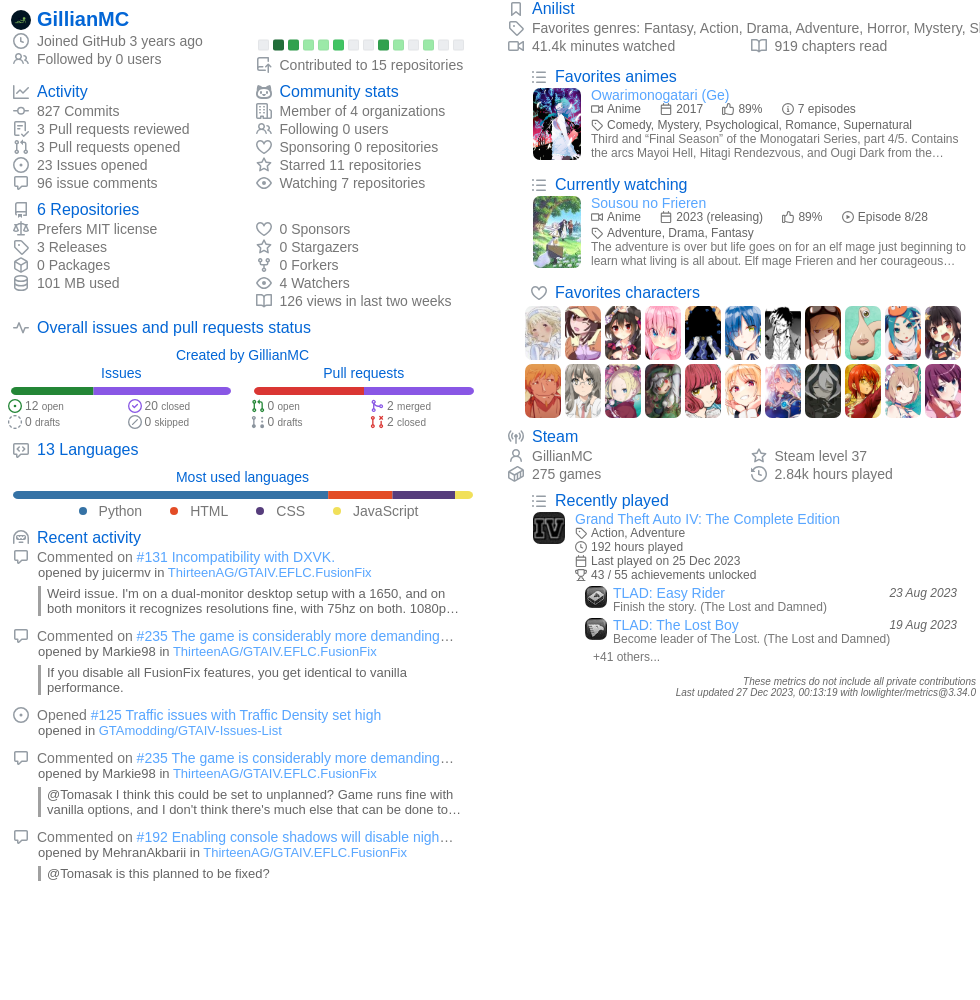 GillianMC
Joined GitHub 3 years ago
Followed by 0 users
Contributed to 15 repositories
Activity
827 Commits
3 Pull requests reviewed
3 Pull requests opened
23 Issues opened
96 issue comments
Community stats
Member of 4 organizations
Following 0 users
Sponsoring 0 repositories
Starred 11 repositories
Watching 7 repositories
6 Repositories
Prefers MIT license
3 Releases
0 Packages
101 MB used
0 Sponsors
0 Stargazers
0 Forkers
4 Watchers
126 views in last two weeks
Overall issues and pull requests status
Created by GillianMC
Issues
12 open
20 closed
0 drafts
0 skipped
Pull requests
0 open
2 merged
0 drafts
2 closed
13 Languages
Most used languages
Python HTML CSS JavaScript
Recent activity
Commented on #131 Incompatibility with DXVK.
opened by juicermv in ThirteenAG/GTAIV.EFLC.FusionFix
Weird issue. I'm on a dual-monitor desktop setup with a 1650, and on
both monitors it recognizes resolutions fine, with 75hz on both. 1080p…
Commented on #235 The game is considerably more demanding…
opened by Markie98 in ThirteenAG/GTAIV.EFLC.FusionFix
If you disable all FusionFix features, you get identical to vanilla
performance.
Opened #125 Traffic issues with Traffic Density set high
opened in GTAmodding/GTAIV-Issues-List
Commented on #235 The game is considerably more demanding…
opened by Markie98 in ThirteenAG/GTAIV.EFLC.FusionFix
@Tomasak I think this could be set to unplanned? Game runs fine with
vanilla options, and I don't think there's much else that can be done to…
Commented on #192 Enabling console shadows will disable nigh…
opened by MehranAkbarii in ThirteenAG/GTAIV.EFLC.FusionFix
@Tomasak is this planned to be fixed?
Anilist
Favorites genres: Fantasy, Action, Drama, Adventure, Horror, Mystery, Sl
41.4k minutes watched
919 chapters read
Favorites animes
Owarimonogatari (Ge)
Anime 2017 89% 7 episodes
Comedy, Mystery, Psychological, Romance, Supernatural
Third and “Final Season” of the Monogatari Series, part 4/5. Contains
the arcs Mayoi Hell, Hitagi Rendezvous, and Ougi Dark from the…
Currently watching
Sousou no Frieren
Anime 2023 (releasing) 89% Episode 8/28
Adventure, Drama, Fantasy
The adventure is over but life goes on for an elf mage just beginning to
learn what living is all about. Elf mage Frieren and her courageous…
Favorites characters
Steam
GillianMC
Steam level 37
275 games
2.84k hours played
Recently played
IV
Grand Theft Auto IV: The Complete Edition
Action, Adventure
192 hours played
Last played on 25 Dec 2023
43 / 55 achievements unlocked
TLAD: Easy Rider 23 Aug 2023
Finish the story. (The Lost and Damned)
TLAD: The Lost Boy 19 Aug 2023
Become leader of The Lost. (The Lost and Damned)
+41 others...
These metrics do not include all private contributions
Last updated 27 Dec 2023, 00:13:19 with lowlighter/metrics@3.34.0